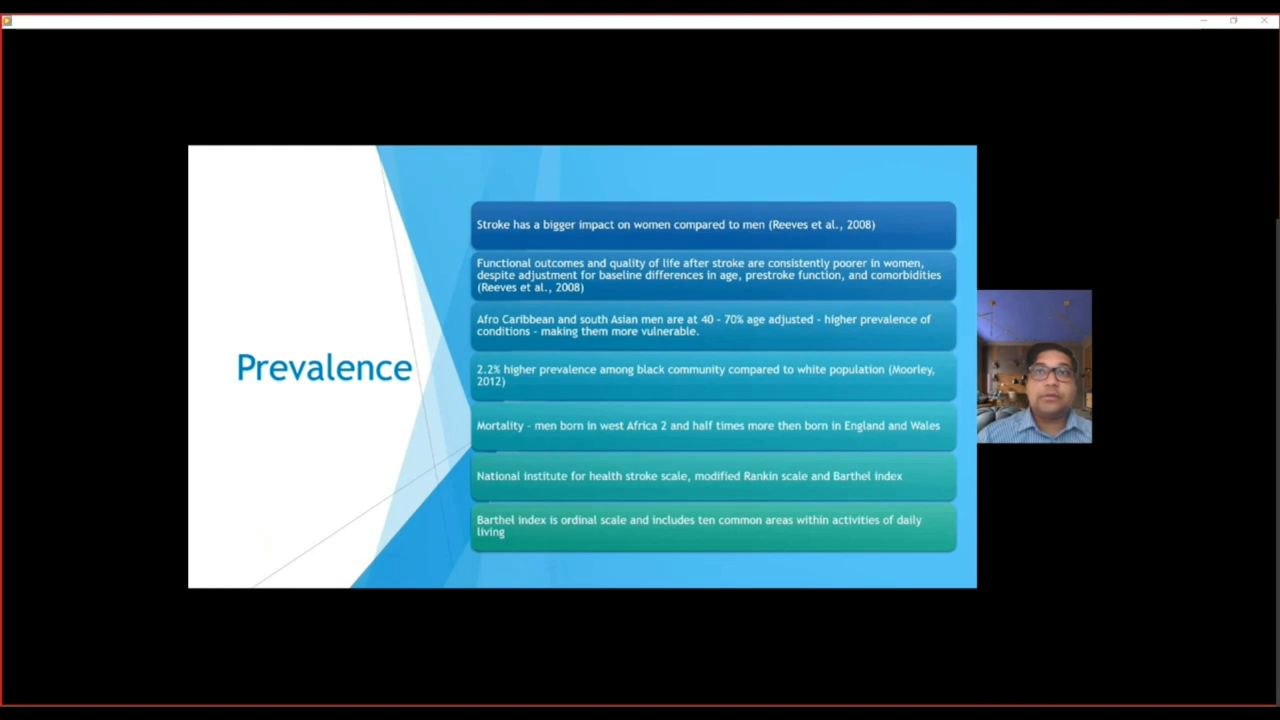 Prevalence
Stroke has a bigger impact on women compared to men (Reeves et al., 2008)
Functional outcomes and quality of life after stroke are consistently poorer in women,
despite adjustment for baseline differences in age, prestroke function, and comorbidities
(Reeves et al., 2008)
Afro Caribbean and south Asian men are at 40 - 70% age adjusted - higher prevalence of
conditions - making them more vulnerable.
2.2% higher prevalence among black community compared to white population (Moorley,
2012)
Mortality - men born in west Africa 2 and half times more then born in England and Wales
National institute for health stroke scale, modified Rankin scale and Barthel index
Barthel index is ordinal scale and includes ten common areas within activities of daily
living